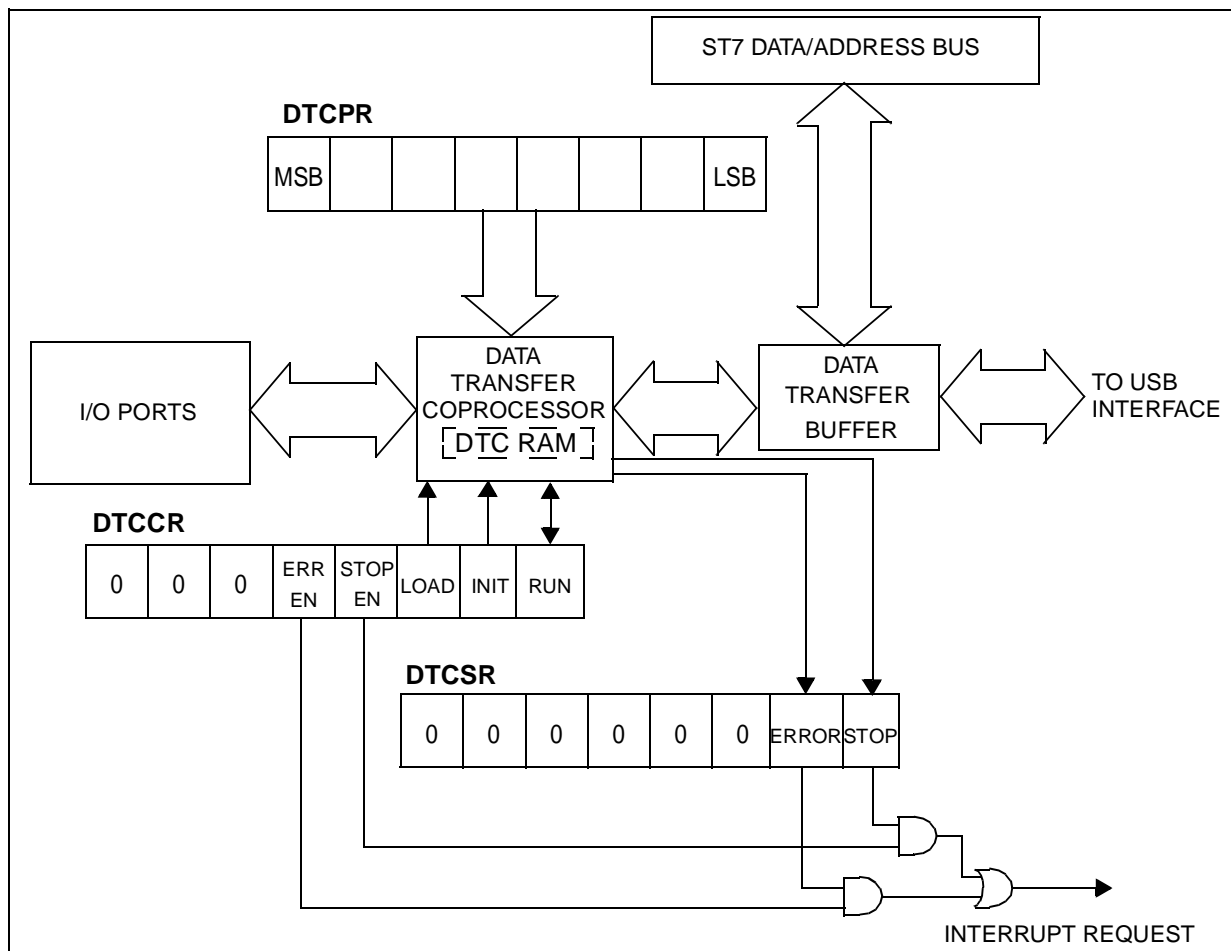 ST7 DATA/ADDRESS BUS
DTCPR
MSB LSB
I/O PORTS
DATA
TRANSFER
COPROCESSOR
DTC RAM
DATA
TRANSFER
BUFFER
TO USB
INTERFACE
DTCCR
0 0 0 ERR EN STOP EN LOAD INIT RUN
DTCSR
0 0 0 0 0 0 ERROR STOP
INTERRUPT REQUEST